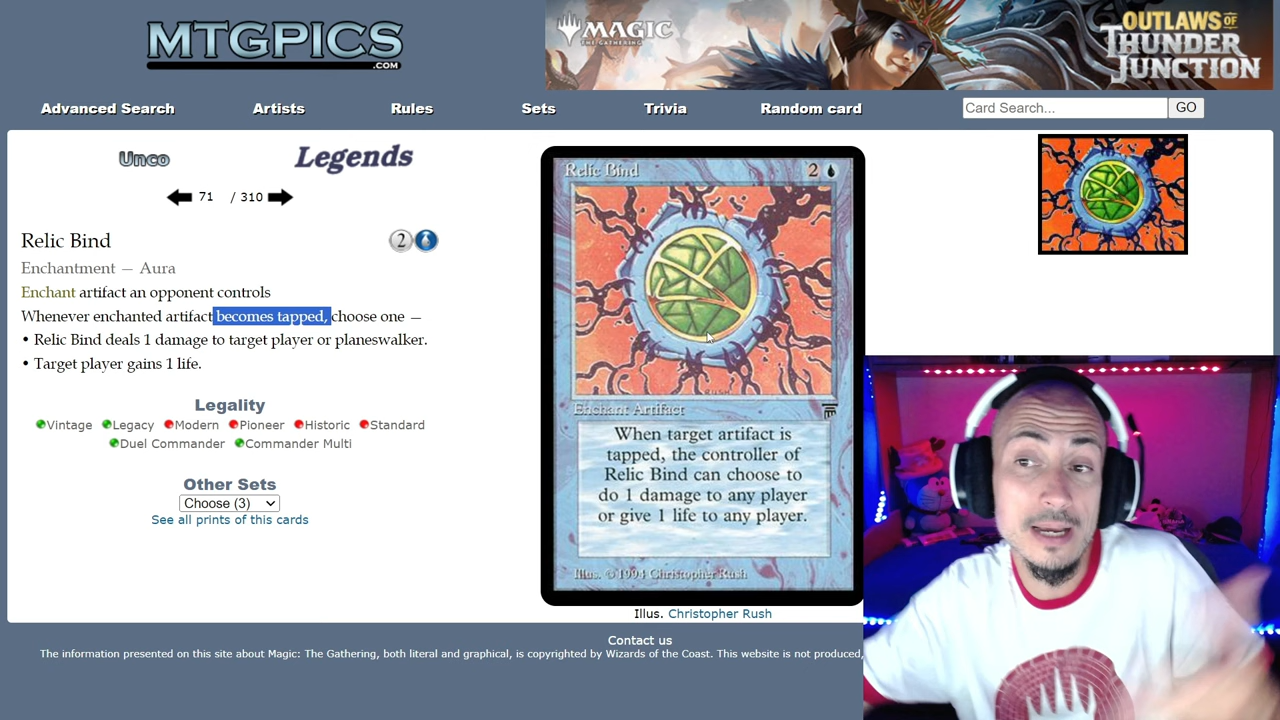 MTGPICS
.COM
MAGIC
THE GATHERING
OUTLAWS OF
THUNDER
JUNCTION
Advanced Search
Artists
Rules
Sets
Trivia
Random card
Card Search...
GO
Unco
Legends
71 / 310
Relic Bind
2
Enchantment — Aura
Enchant artifact an opponent controls
Whenever enchanted artifact becomes tapped, choose one —
• Relic Bind deals 1 damage to target player or planeswalker.
• Target player gains 1 life.
Legality
Vintage Legacy Modern Pioneer Historic Standard
Duel Commander Commander Multi
Other Sets
Choose (3)
See all prints of this cards
Relic Bind
2
RUSH
Enchant Artifact
When target artifact is
tapped, the controller of
Relic Bind can choose to
do 1 damage to any player
or give 1 life to any player.
Illus. © 1994 Christopher Rush
Illus. Christopher Rush
Contact us
The information presented on this site about Magic: The Gathering, both literal and graphical, is copyrighted by Wizards of the Coast. This website is not produced,